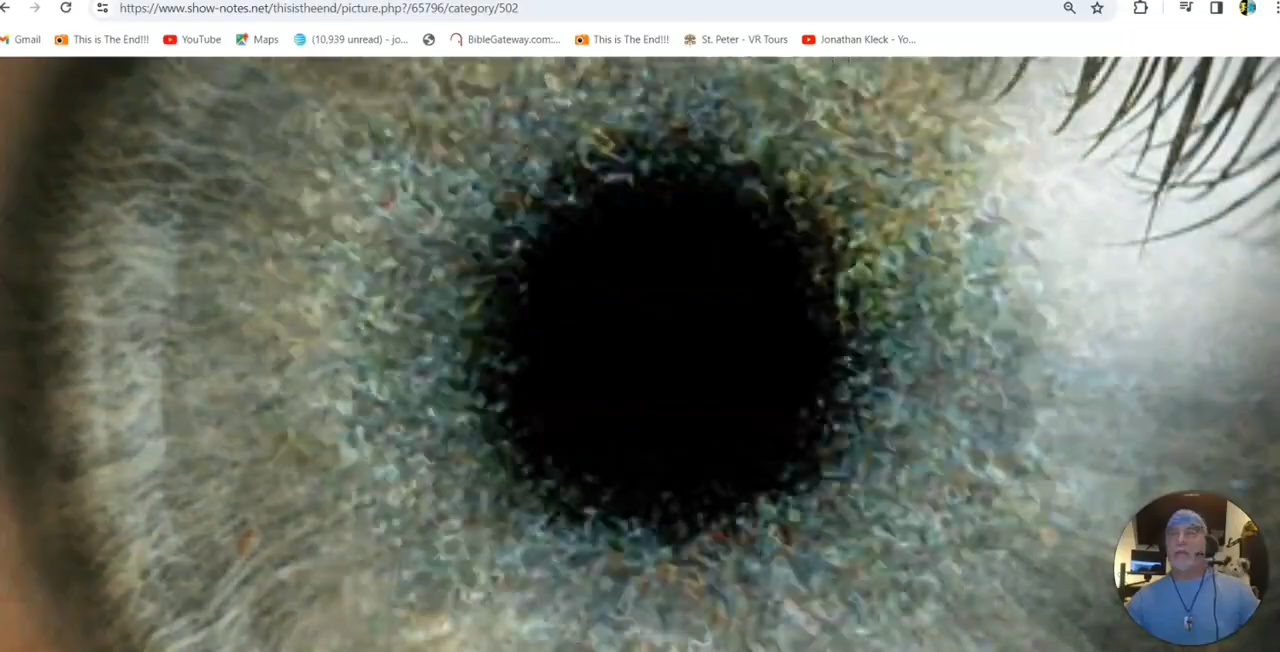 https://www.show-notes.net/thisistheend/picture.php?/65796/category/502
Gmail This is The End!!! YouTube Maps (10,939 unread) - jo... BibleGateway.com:... This is The End!!! St. Peter - VR Tours Jonathan Kleck - Yo...